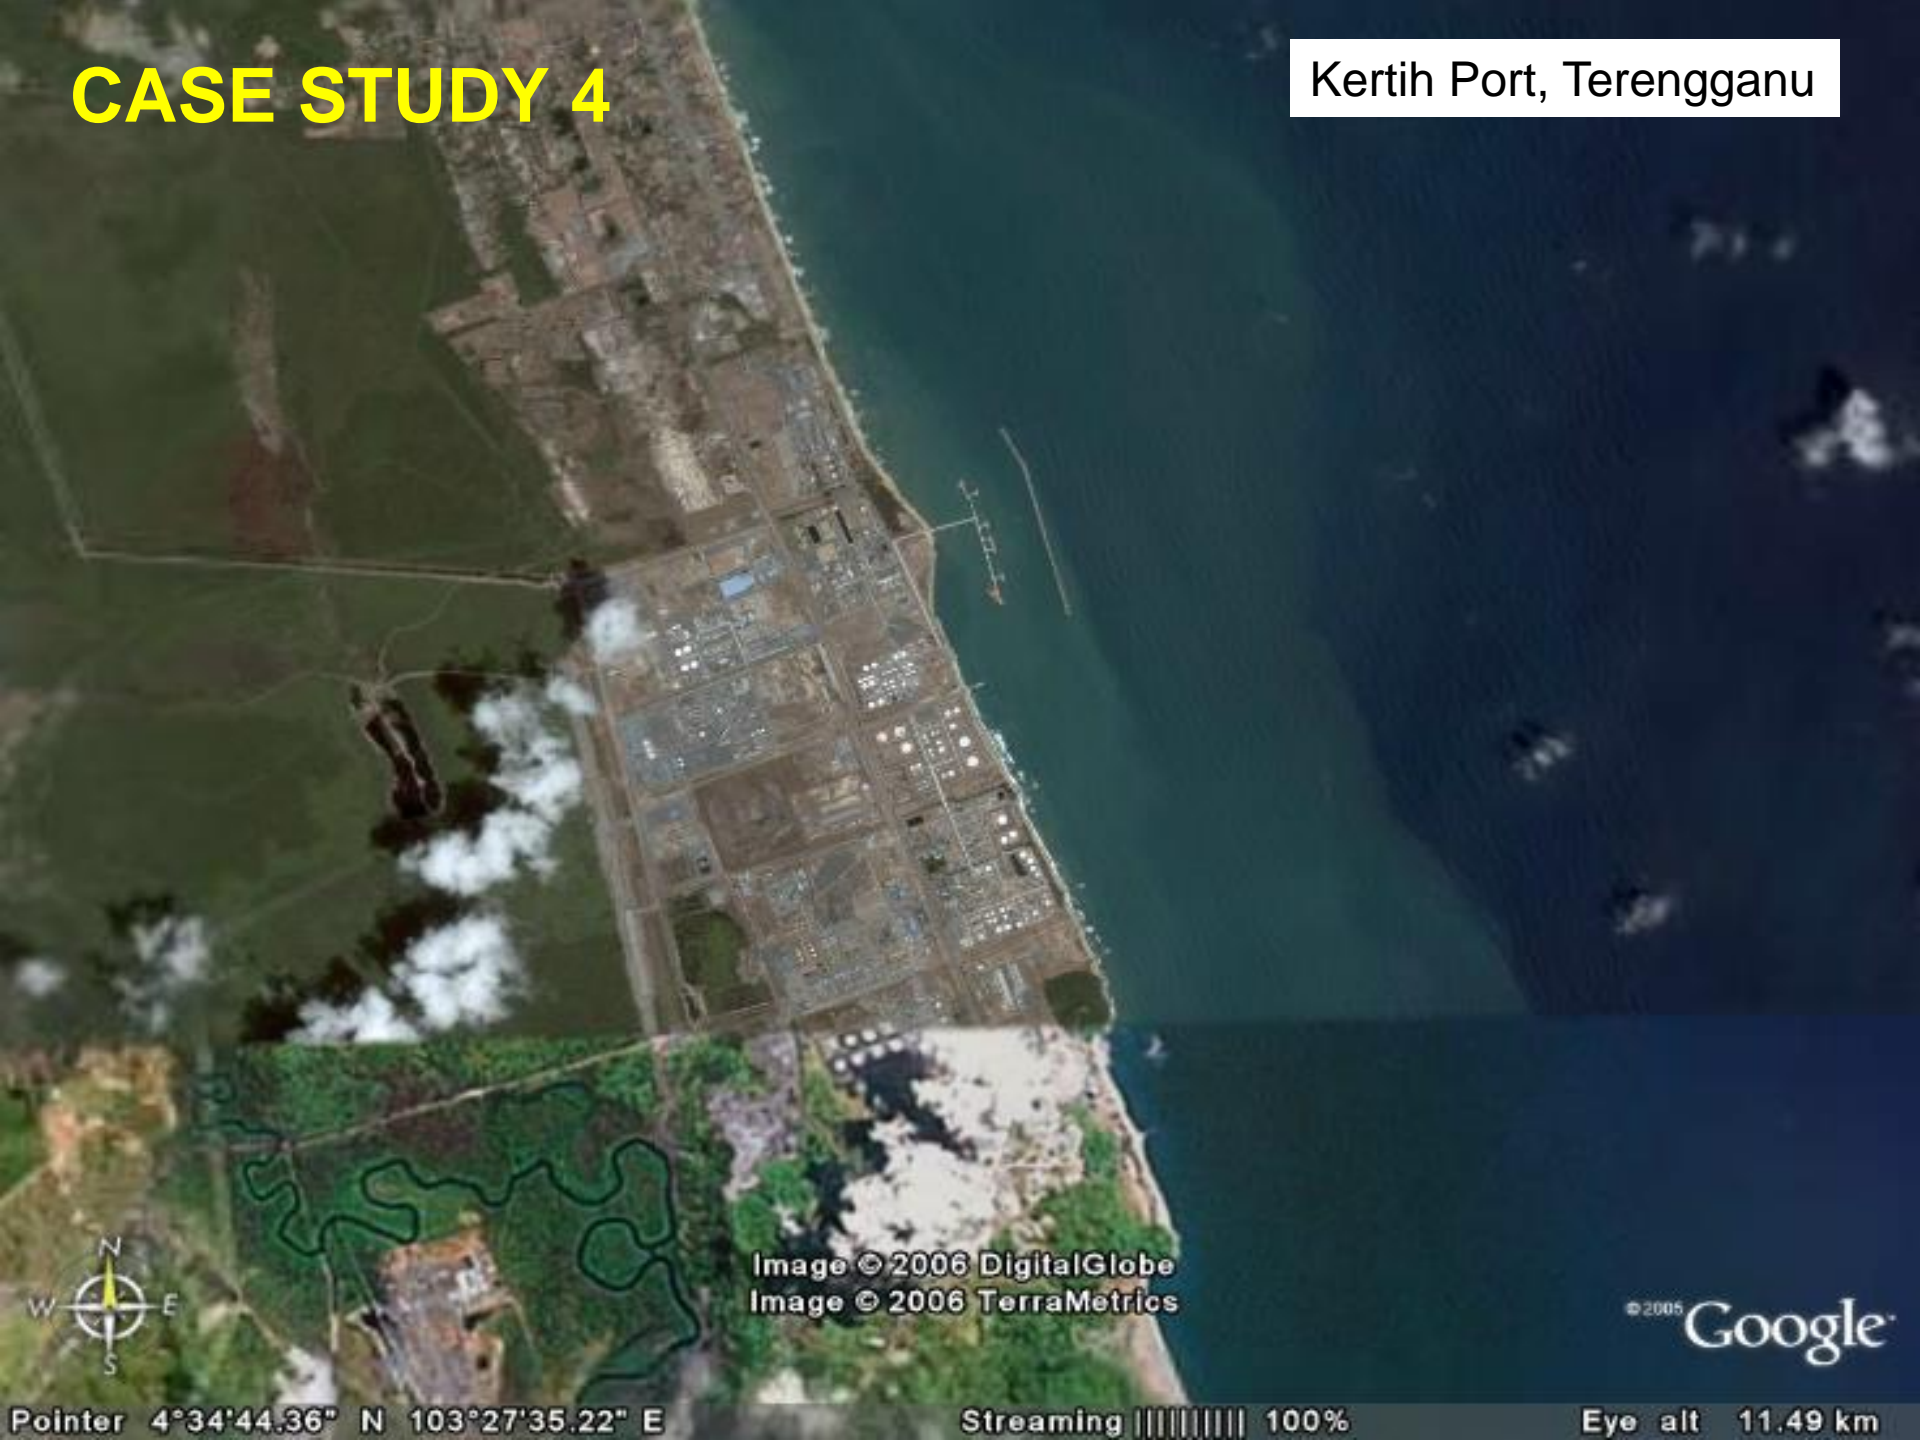 CASE STUDY 4
Kertih Port, Terengganu
Image © 2006 DigitalGlobe
Image © 2006 TerraMetrics
N
W E
S
©2005 Google™
Pointer 4°34'44.36" N 103°27'35.22" E Streaming |||||||||| 100% Eye alt 11.49 km